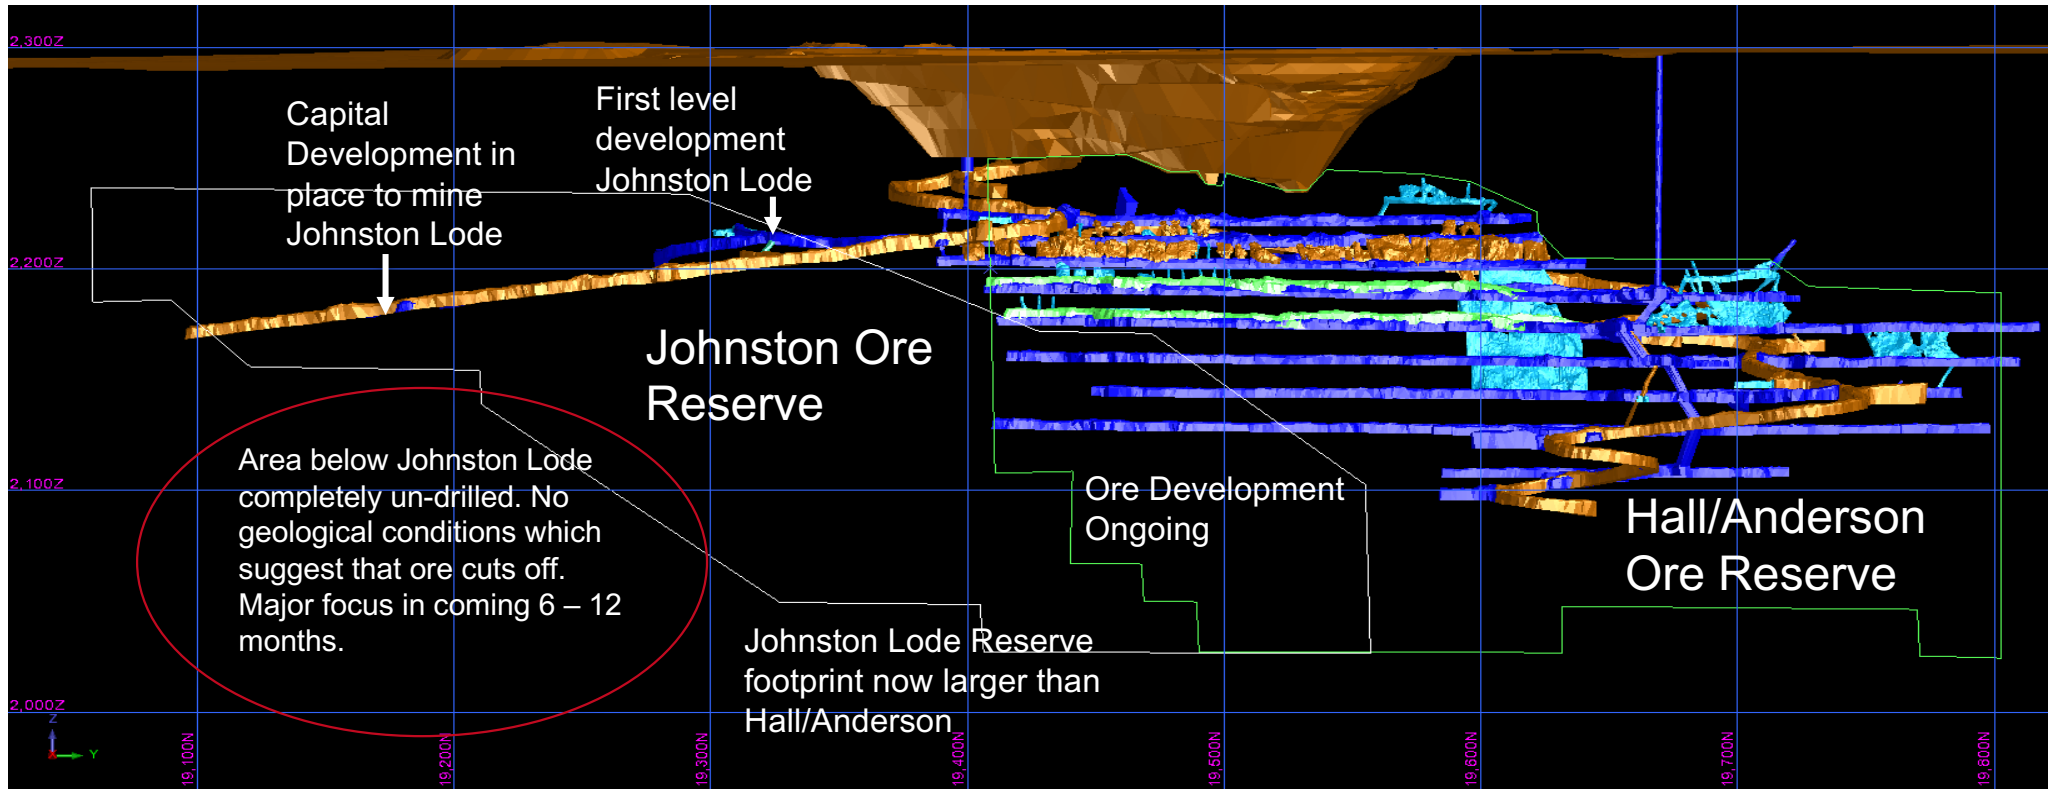 2,300Z
Capital
Development in
place to mine
Johnston Lode
First level
development
Johnston Lode
2,200Z
Johnston Ore
Reserve
Area below Johnston Lode
completely un-drilled. No
geological conditions which
suggest that ore cuts off.
Major focus in coming 6 – 12
months.
2,100Z
Ore Development
Ongoing
Hall/Anderson
Ore Reserve
Johnston Lode Reserve
footprint now larger than
Hall/Anderson
2,000Z
Z
Y
19,100N
19,200N
19,300N
19,400N
19,500N
19,600N
19,700N
19,800N